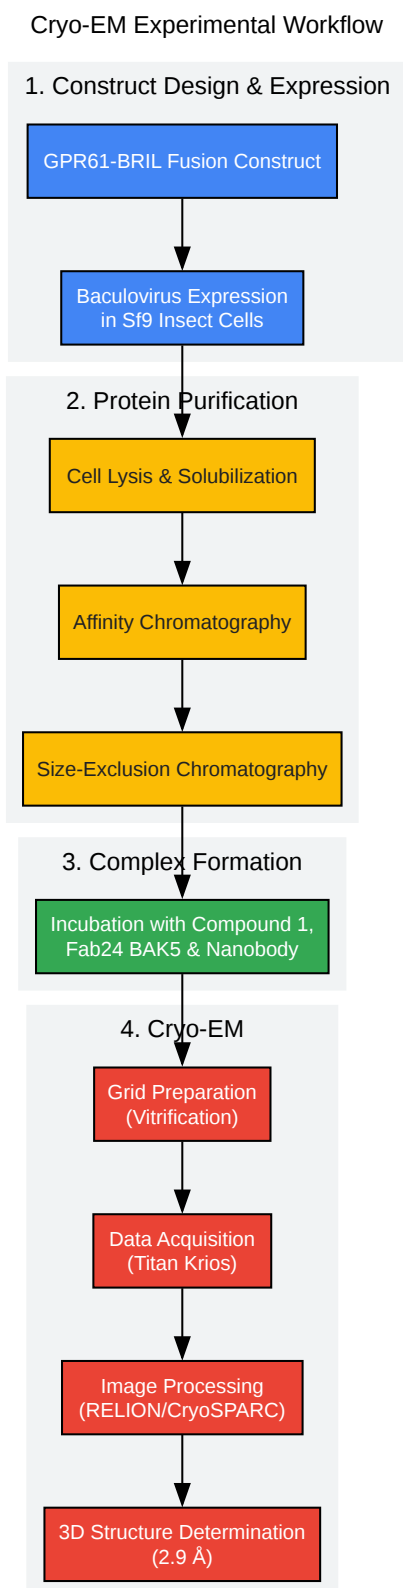 Cryo-EM Experimental Workflow
1. Construct Design & Expression
GPR61-BRIL Fusion Construct
Baculovirus Expression
in Sf9 Insect Cells
2. Protein Purification
Cell Lysis & Solubilization
Affinity Chromatography
Size-Exclusion Chromatography
3. Complex Formation
Incubation with Compound 1,
Fab24 BAK5 & Nanobody
4. Cryo-EM
Grid Preparation
(Vitrification)
Data Acquisition
(Titan Krios)
Image Processing
(RELION/CryoSPARC)
3D Structure Determination
(2.9 Å)